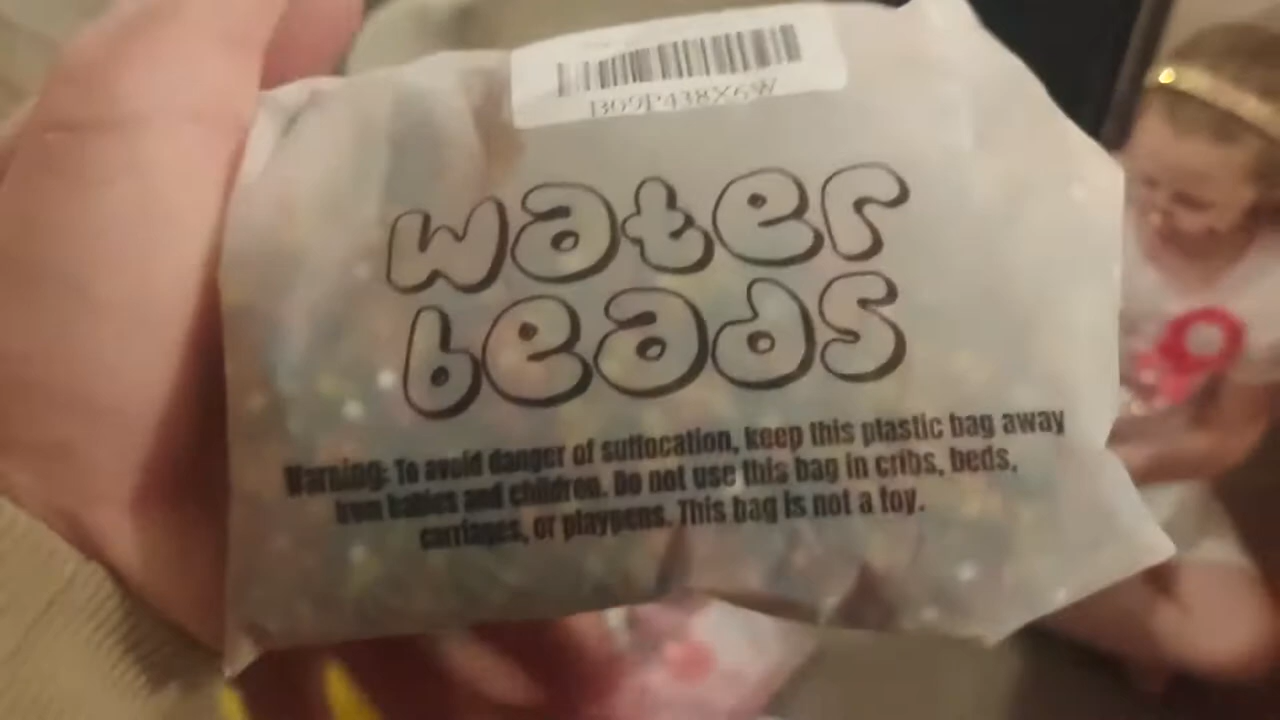 B09P438X6W
water
beads
Warning: To avoid danger of suffocation, keep this plastic bag away
from babies and children. Do not use this bag in cribs, beds,
carriages, or playpens. This bag is not a toy.